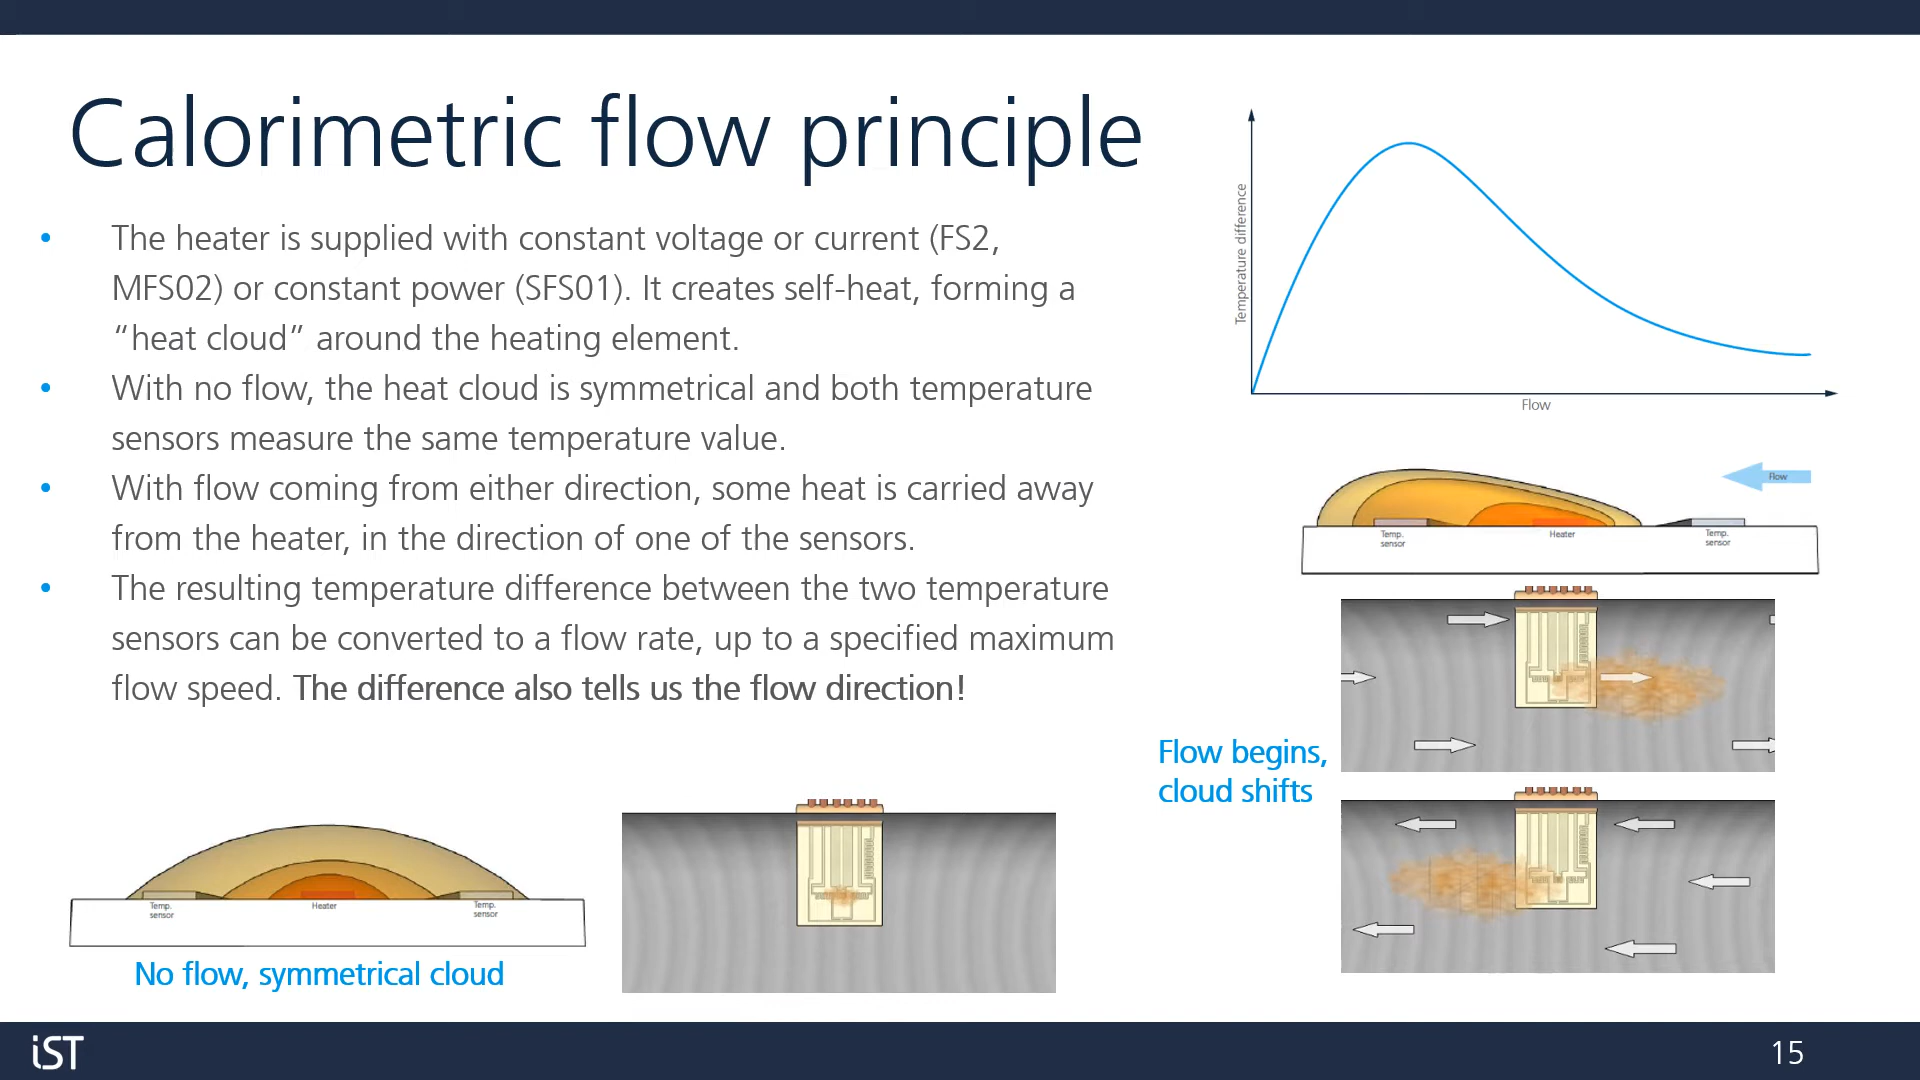 Calorimetric flow principle
• The heater is supplied with constant voltage or current (FS2,
MFS02) or constant power (SFS01). It creates self-heat, forming a
“heat cloud” around the heating element.
• With no flow, the heat cloud is symmetrical and both temperature
sensors measure the same temperature value.
• With flow coming from either direction, some heat is carried away
from the heater, in the direction of one of the sensors.
• The resulting temperature difference between the two temperature
sensors can be converted to a flow rate, up to a specified maximum
flow speed. The difference also tells us the flow direction!
Temperature difference
Flow
Flow
Temp.
sensor
Heater
Temp.
sensor
Flow begins,
cloud shifts
Temp.
sensor
Heater
Temp.
sensor
No flow, symmetrical cloud
iST
15